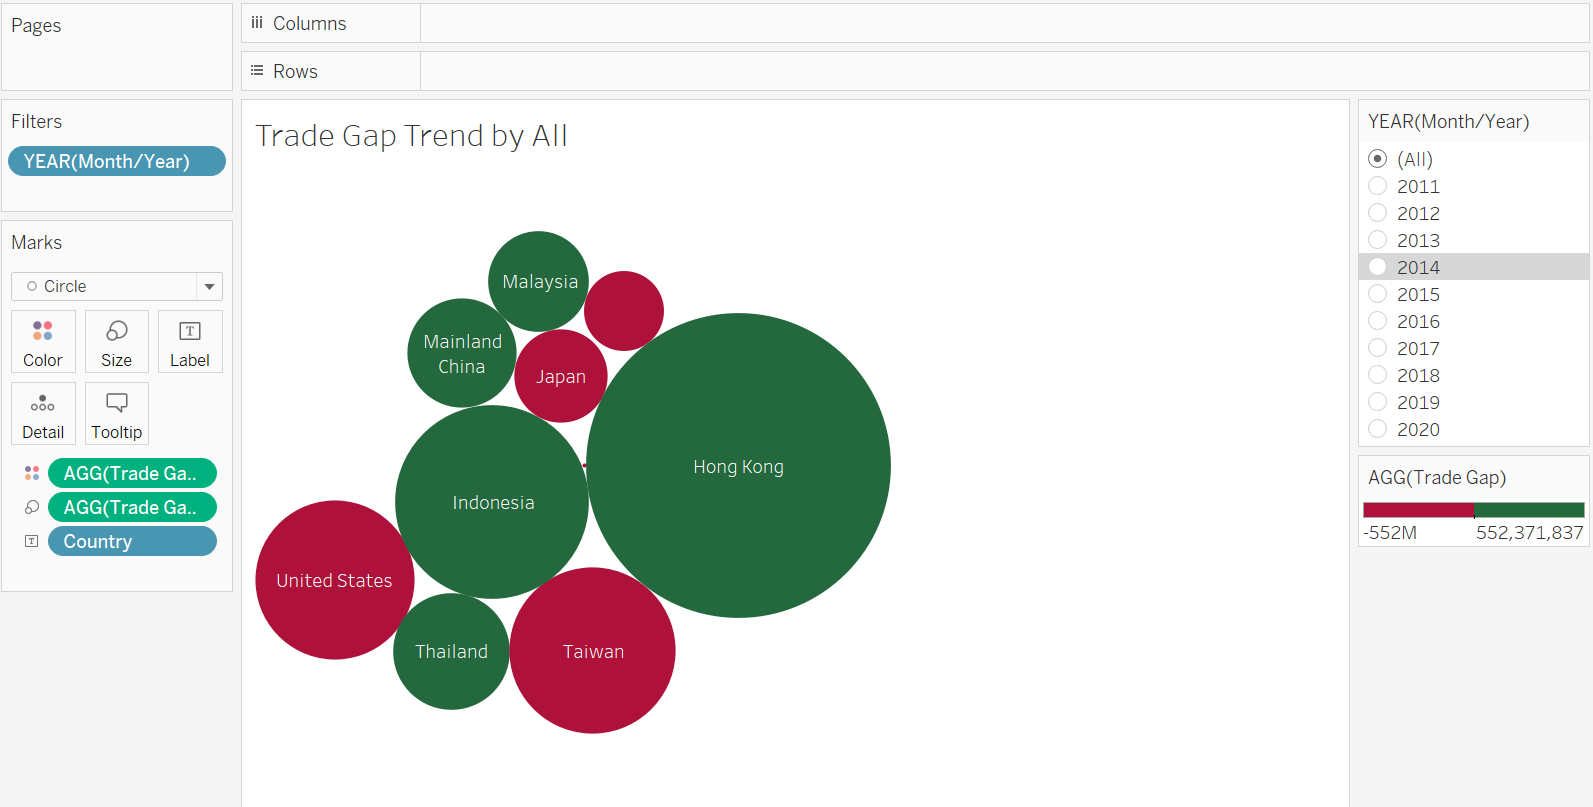 Pages
Columns
Rows
Filters
YEAR(Month/Year)
Marks
Circle
Color
Size
Label
Detail
Tooltip
AGG(Trade Ga..
AGG(Trade Ga..
Country
Trade Gap Trend by All
Malaysia
Mainland
China
Japan
Hong Kong
Indonesia
United States
Thailand
Taiwan
YEAR(Month/Year)
(All)
2011
2012
2013
2014
2015
2016
2017
2018
2019
2020
AGG(Trade Gap)
-552M
552,371,837